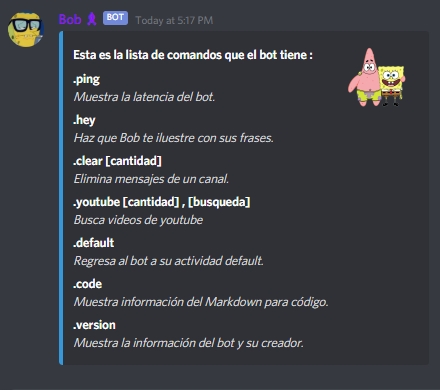 Bob BOT Today at 5:17 PM
Esta es la lista de comandos que el bot tiene :
.ping
Muestra la latencia del bot.
.hey
Haz que Bob te iluestre con sus frases.
.clear [cantidad]
Elimina mensajes de un canal.
.youtube [cantidad] , [busqueda]
Busca videos de youtube
.default
Regresa al bot a su actividad default.
.code
Muestra información del Markdown para código.
.version
Muestra la información del bot y su creador.